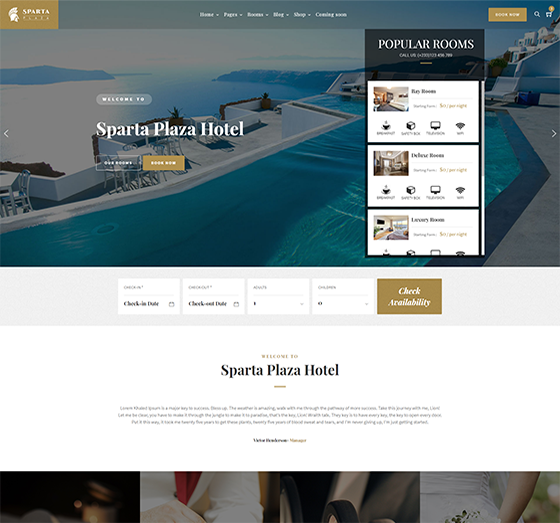 SPARTA
PLAZA
Home Pages Rooms Blog Shop Coming soon
BOOK NOW
0
POPULAR ROOMS
CALL US: (+255)123 456 789
WELCOME TO
Sparta Plaza Hotel
OUR ROOMS
BOOK NOW
Bay Room
Starting Form : $0 / per night
BREAKFAST SAFETY BOX TELEVISION WIFI
Deluxe Room
Starting Form : $0 / per night
BREAKFAST SAFETY BOX TELEVISION WIFI
Luxury Room
Starting Form : $0 / per night
CHECK-IN*
Check-in Date
CHECK-OUT*
Check-out Date
ADULTS
1
CHILDREN
0
Check
Availability
WELCOME TO
Sparta Plaza Hotel
Lorem Khaled Ipsum is a major key to success. Bless up. The weather is amazing, walk with me through the pathway of more success. Take this journey with me, Lion!
Let me be clear, you have to make it through the jungle to make it to paradise, that's the key, Lion! Wraith talk. They key is to have every key, the key to open every door.
Put it this way, it took me twenty five years to get these plants, twenty five years of blood sweat and tears, and I'm never giving up, I'm just getting started.
Victor Henderson - Manager